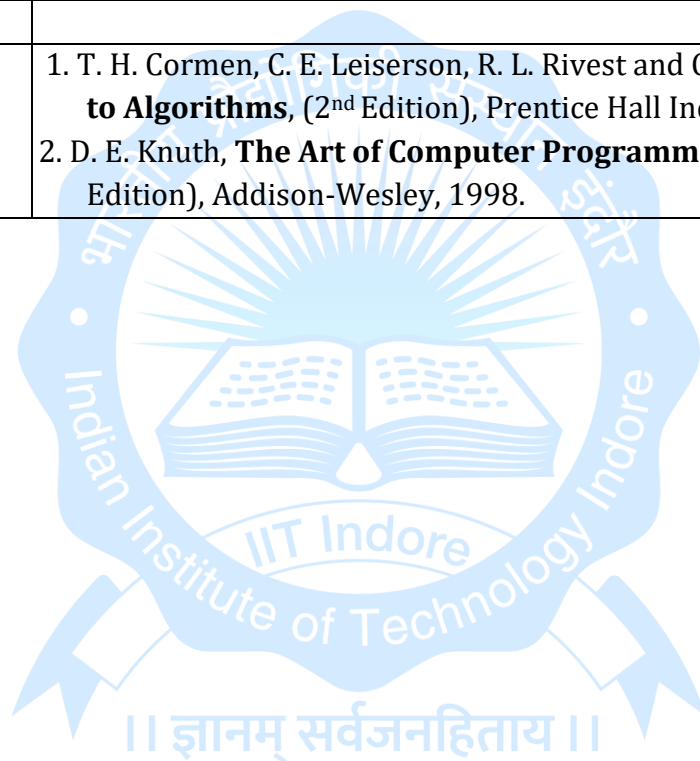 1. T. H. Cormen, C. E. Leiserson, R. L. Rivest and
to Algorithms, (2nd Edition), Prentice Hall
2. D. E. Knuth, The Art of Computer
Edition), Addison-Wesley, 1998.
भारतीय प्रौद्योगिकी संस्थान इंदौर
Indian Institute of Technology Indore
IIT Indore
।। ज्ञानम् सर्वजनहिताय ।।